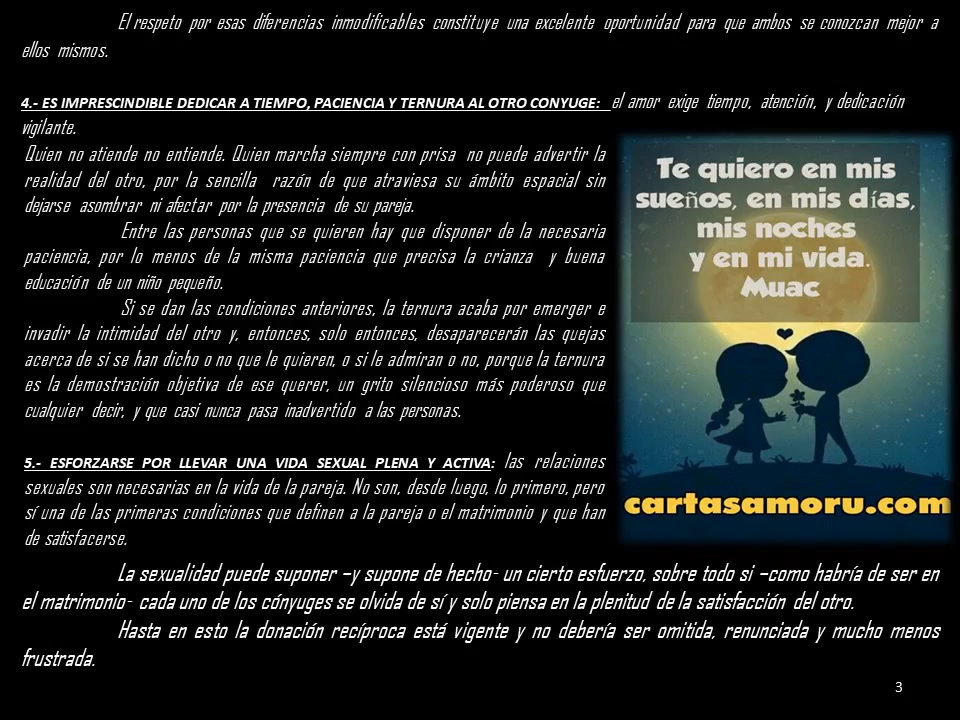 El respeto por esas diferencias inmodificables constituye una excelente oportunidad para que ambos se conozcan mejor a
ellos mismos.
4.- ES IMPRESCINDIBLE DEDICAR A TIEMPO, PACIENCIA Y TERNURA AL OTRO CONYUGE: el amor exige tiempo, atención, y dedicación
vigilante.
Quien no atiende no entiende. Quien marcha siempre con prisa no puede advertir la
realidad del otro, por la sencilla razón de que atraviesa su ámbito espacial sin
dejarse asombrar ni afectar por la presencia de su pareja.
Entre las personas que se quieren hay que disponer de la necesaria
paciencia, por lo menos de la misma paciencia que precisa la crianza y buena
educación de un niño pequeño.
Si se dan las condiciones anteriores, la ternura acaba por emerger e
invadir la intimidad del otro y, entonces, solo entonces, desaparecerán las quejas
acerca de si se han dicho o no que le quieren, o si le admiran o no, porque la ternura
es la demostración objetiva de ese querer, un grito silencioso más poderoso que
cualquier decir, y que casi nunca pasa inadvertido a las personas.
5.- ESFORZARSE POR LLEVAR UNA VIDA SEXUAL PLENA Y ACTIVA: las relaciones
sexuales son necesarias en la vida de la pareja. No son, desde luego, lo primero, pero
sí una de las primeras condiciones que definen a la pareja o el matrimonio y que han
de satisfacerse.
Te quiero en mis
sueños, en mis días,
mis noches
y en mi vida.
Muac
cartasamoru.com
La sexualidad puede suponer –y supone de hecho- un cierto esfuerzo, sobre todo si –como habría de ser en
el matrimonio- cada uno de los cónyuges se olvida de sí y solo piensa en la plenitud de la satisfacción del otro.
Hasta en esto la donación recíproca está vigente y no debería ser omitida, renunciada y mucho menos
frustrada.
3